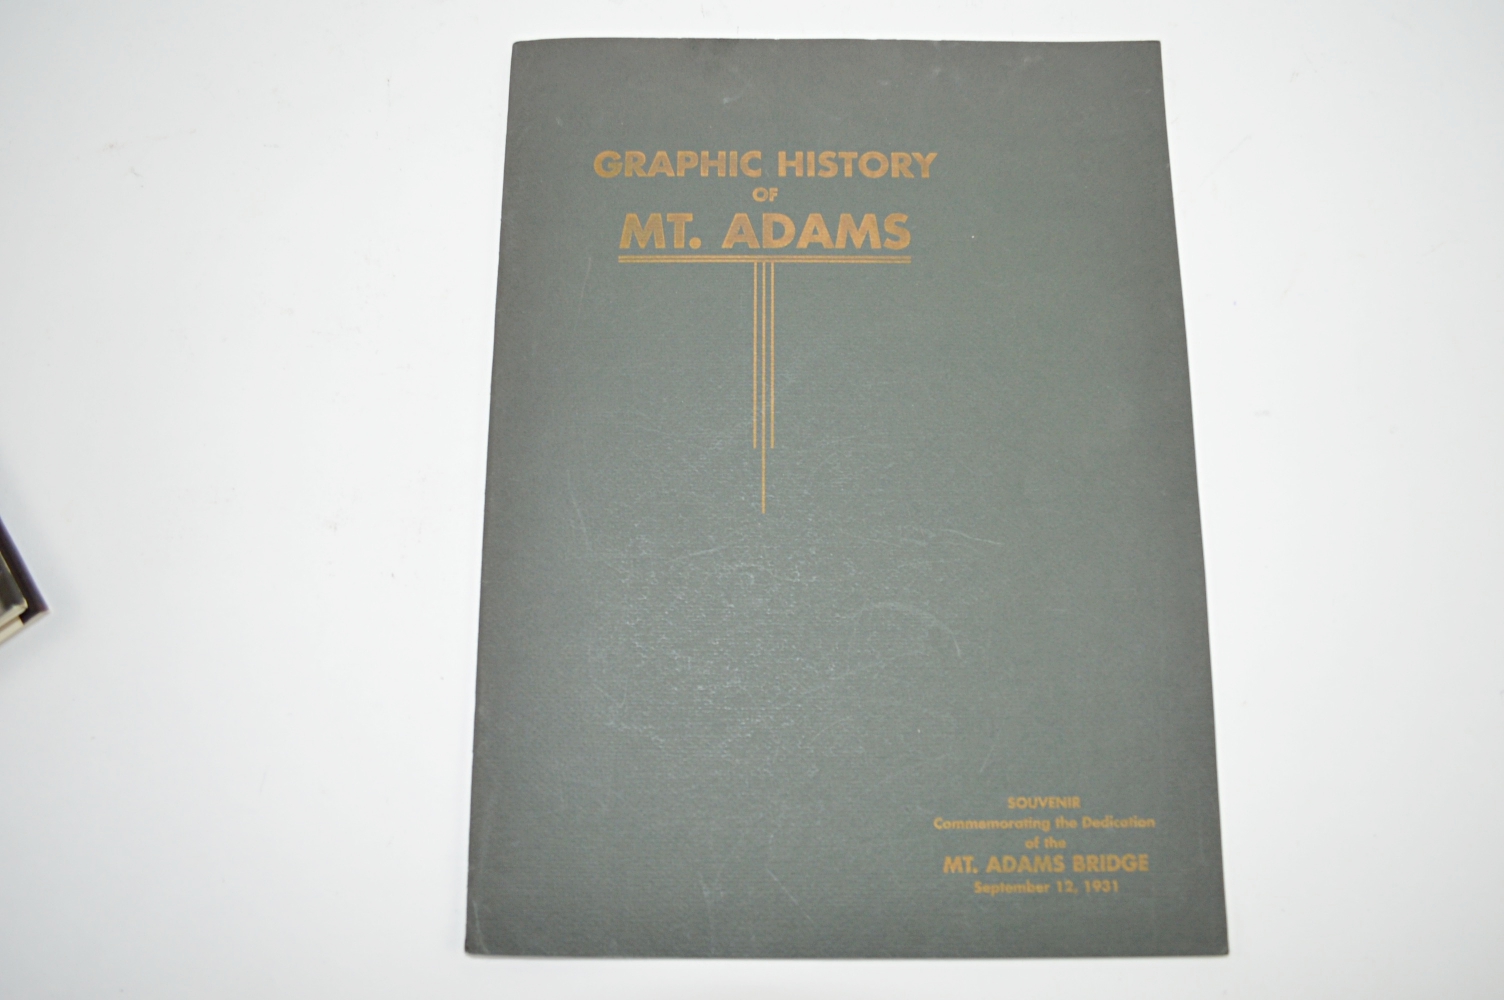 GRAPHIC HISTORY
OF
MT. ADAMS
SOUVENIR
Commemorating the Dedication
of the
MT. ADAMS BRIDGE
September 12, 1931